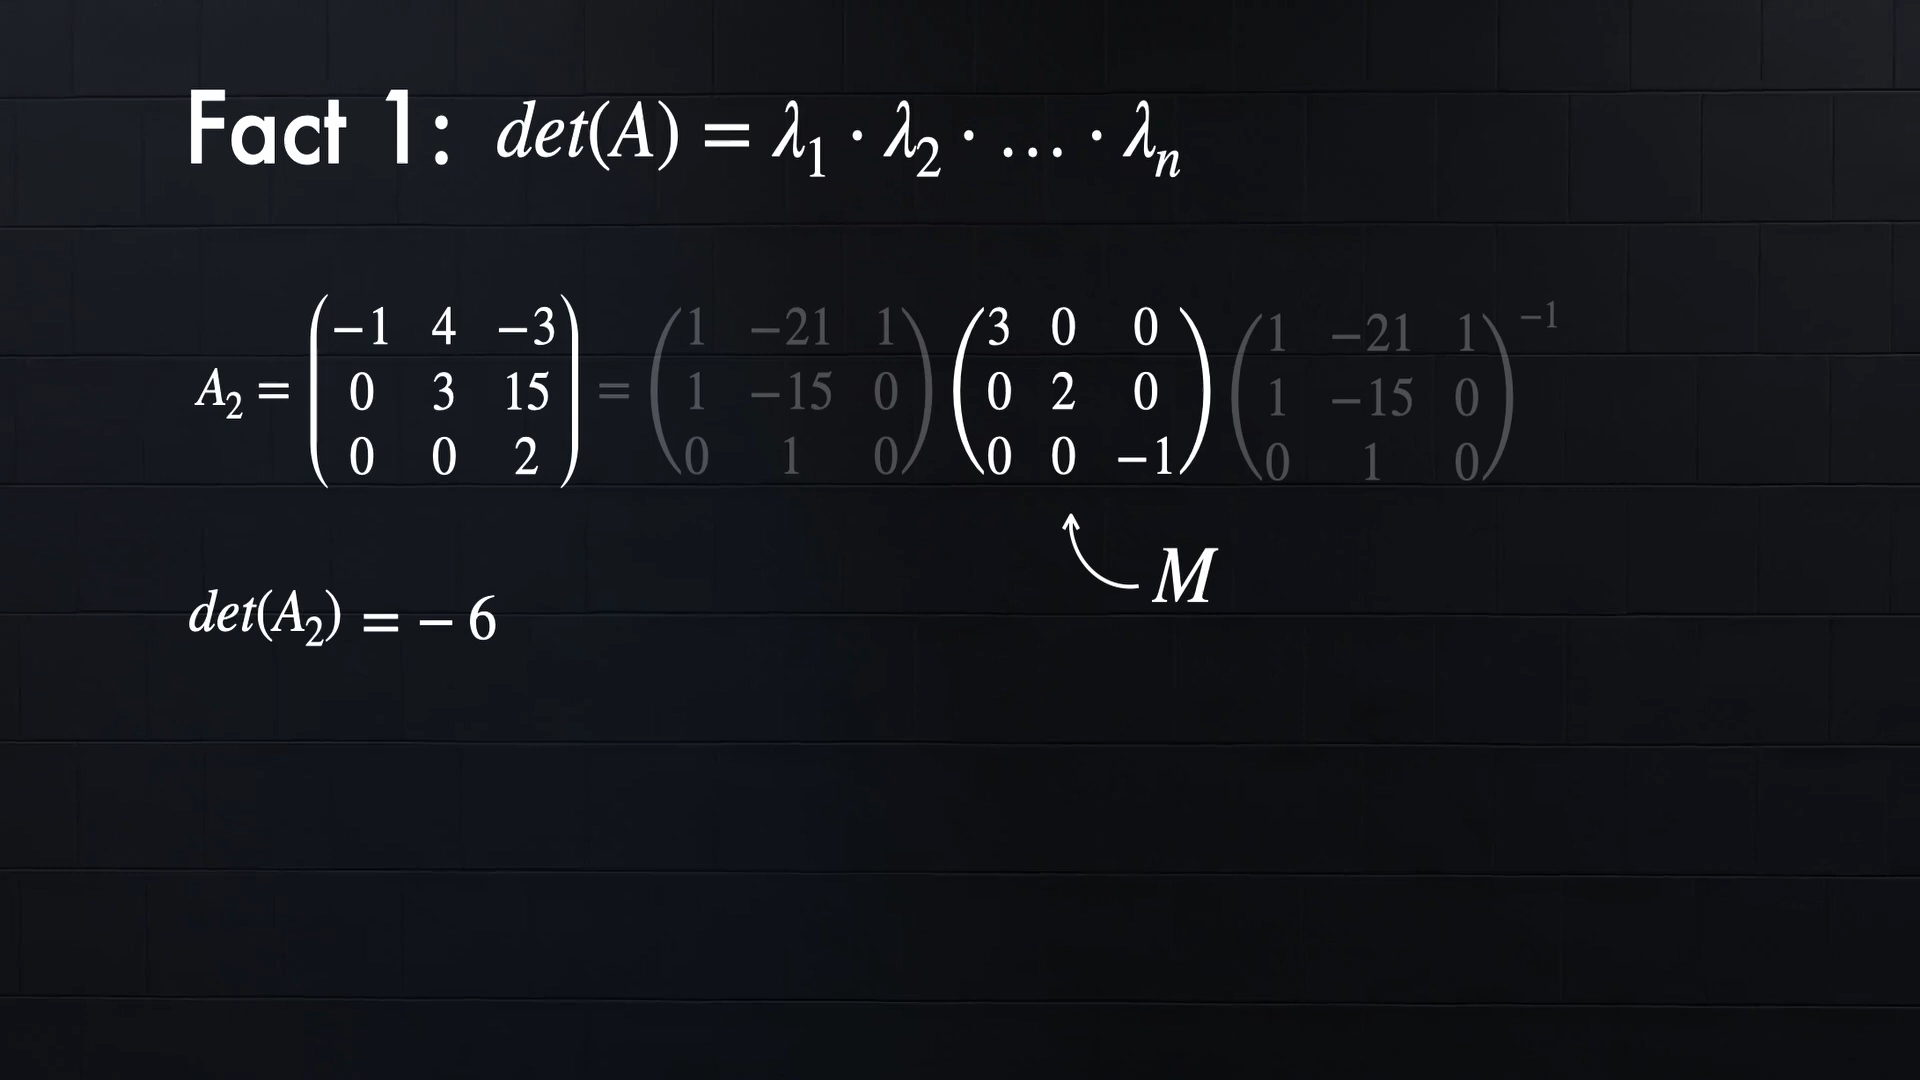 Fact 1: det(A) = λ₁ · λ₂ · … · λₙ
A₂ = (−1 4 −3 = (1 −21 1 (3 0 0 (1 −21 1 −1
0 3 15 1 −15 0 0 2 0 1 −15 0
0 0 2) 0 1 0) 0 0 −1) 0 1 0)
M
det(A₂) = − 6